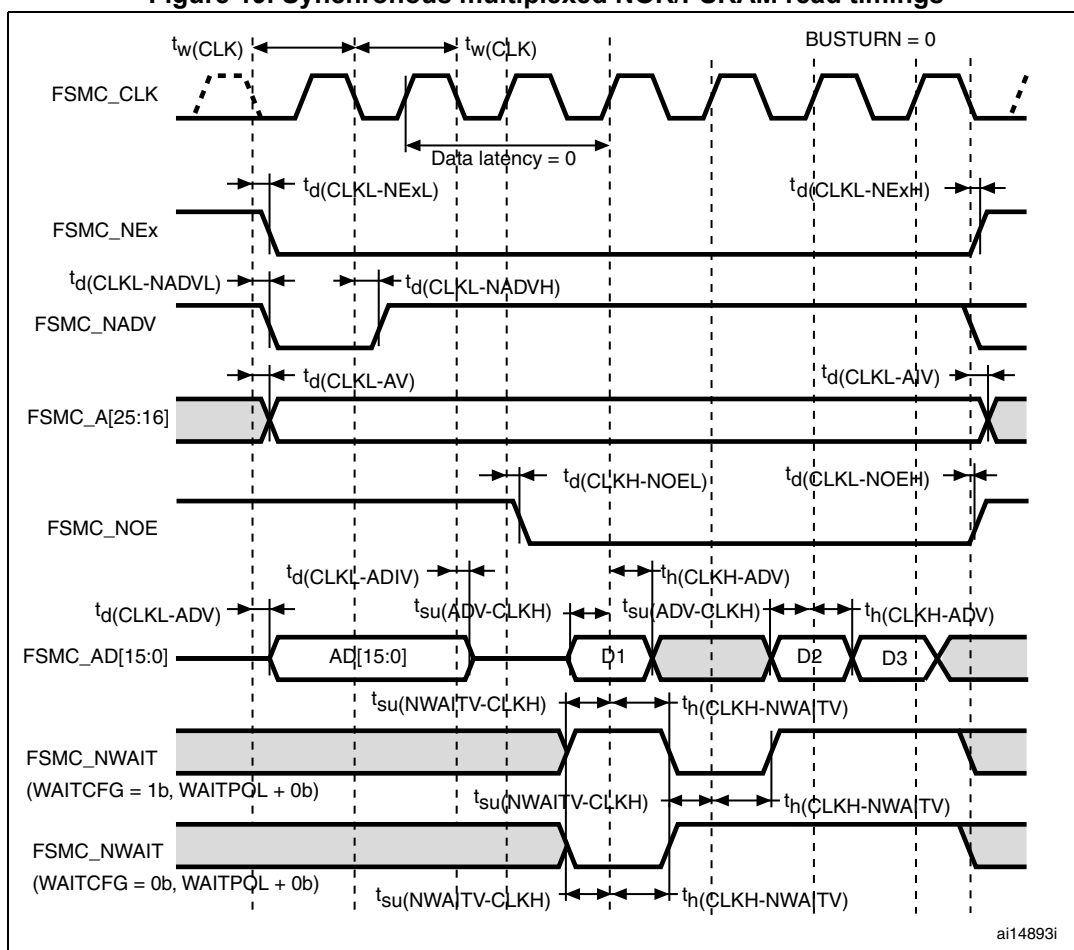 Figure 40. Synchronous multiplexed NOR/PSRAM read timings
tw(CLK)
tw(CLK)
BUSTURN = 0
FSMC_CLK
Data latency = 0
td(CLKL-NExL)
td(CLKL-NExH)
FSMC_NEx
td(CLKL-NADVL)
td(CLKL-NADVH)
FSMC_NADV
td(CLKL-AV)
td(CLKL-AIV)
FSMC_A[25:16]
td(CLKH-NOEL)
td(CLKL-NOEH)
FSMC_NOE
td(CLKL-ADIV)
th(CLKH-ADV)
td(CLKL-ADV)
tsu(ADV-CLKH)
tsu(ADV-CLKH)
th(CLKH-ADV)
FSMC_AD[15:0]
AD[15:0]
D1
D2
D3
tsu(NWAITV-CLKH)
th(CLKH-NWAITV)
FSMC_NWAIT
(WAITCFG = 1b, WAITPOL + 0b)
tsu(NWAITV-CLKH)
th(CLKH-NWAITV)
FSMC_NWAIT
(WAITCFG = 0b, WAITPOL + 0b)
tsu(NWAITV-CLKH)
th(CLKH-NWAITV)
ai14893i